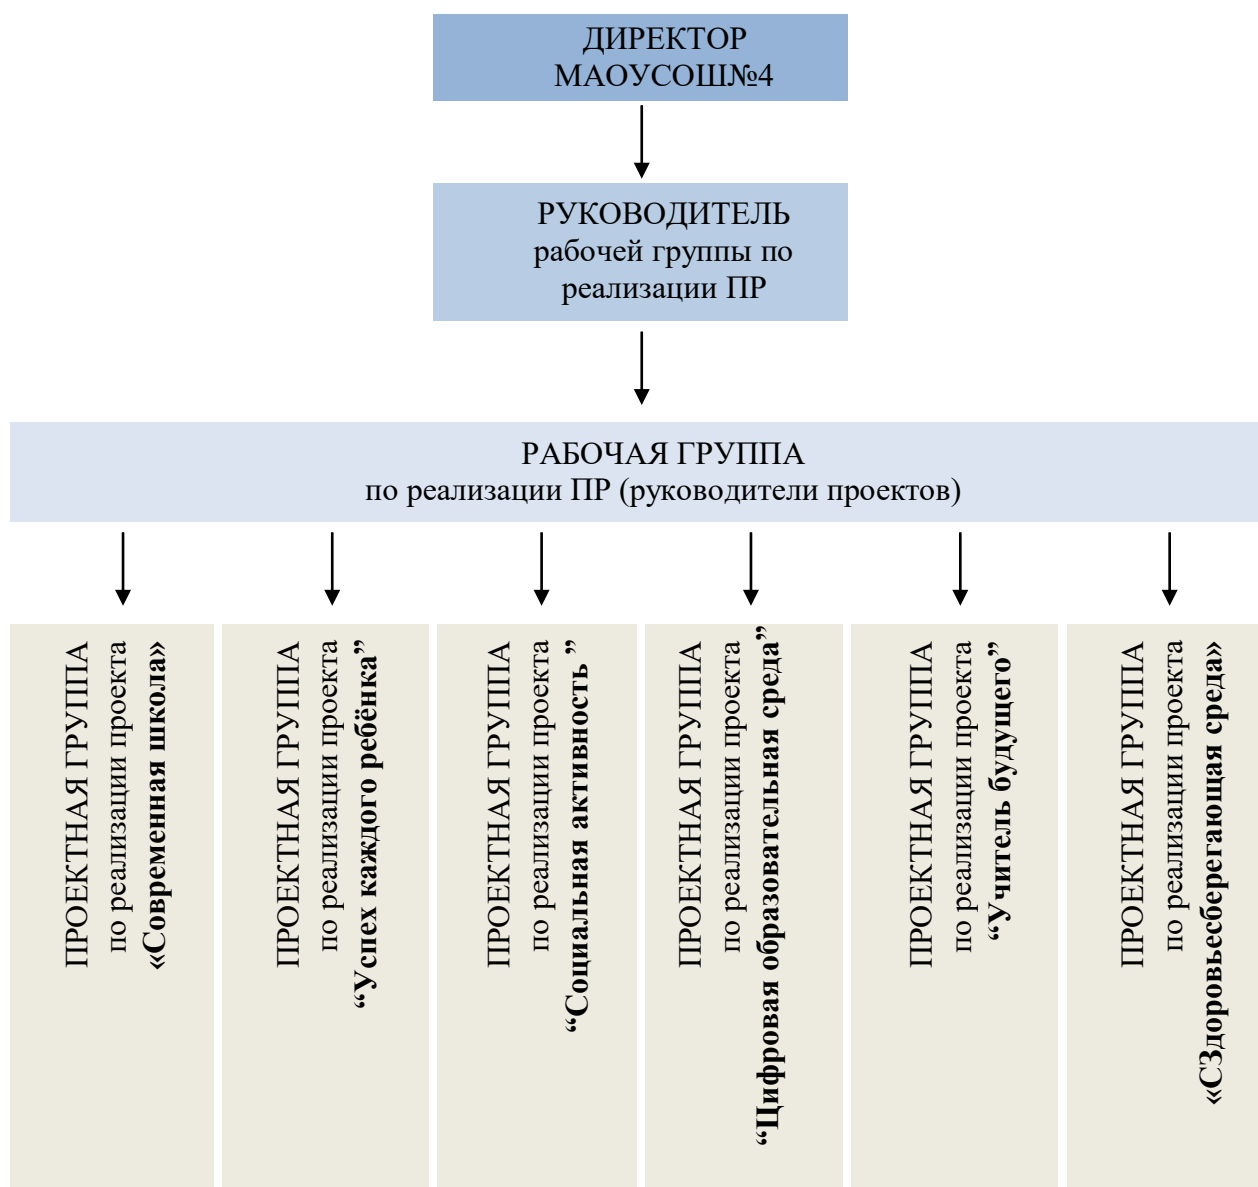 ДИРЕКТОР
МАОУСОШ№4
РУКОВОДИТЕЛЬ
рабочей группы по
реализации ПР
РАБОЧАЯ ГРУППА
по реализации ПР (руководители проектов)
ПРОЕКТНАЯ ГРУППА
по реализации проекта
«Современная школа»
ПРОЕКТНАЯ ГРУППА
по реализации проекта
“Успех каждого ребёнка”
ПРОЕКТНАЯ ГРУППА
по реализации проекта
“Социальная активность ”
ПРОЕКТНАЯ ГРУППА
по реализации проекта
“Цифровая образовательная среда”
ПРОЕКТНАЯ ГРУППА
по реализации проекта
“Учитель будущего”
ПРОЕКТНАЯ ГРУППА
по реализации проекта
«СЗдоровьесберегающая среда»